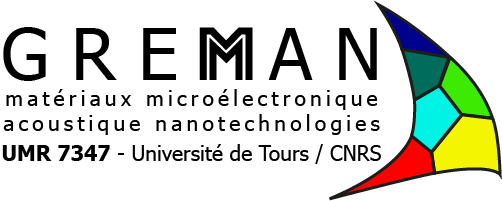 GREMAN
matériaux microélectronique
acoustique nanotechnologies
UMR 7347 - Université de Tours / CNRS